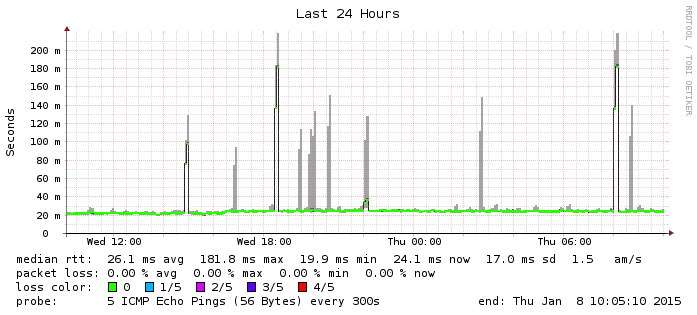 Last 24 Hours
RRDTOOL / TOBI OETIKER
Seconds
200 m
180 m
160 m
140 m
120 m
100 m
80 m
60 m
40 m
20 m
0
Wed 12:00 Wed 18:00 Thu 00:00 Thu 06:00
median rtt: 26.1 ms avg 181.8 ms max 19.9 ms min 24.1 ms now 17.0 ms sd 1.5 am/s
packet loss: 0.00 % avg 0.00 % max 0.00 % min 0.00 % now
loss color: 0 1/5 2/5 3/5 4/5
probe: 5 ICMP Echo Pings (56 Bytes) every 300s end: Thu Jan 8 10:05:10 2015